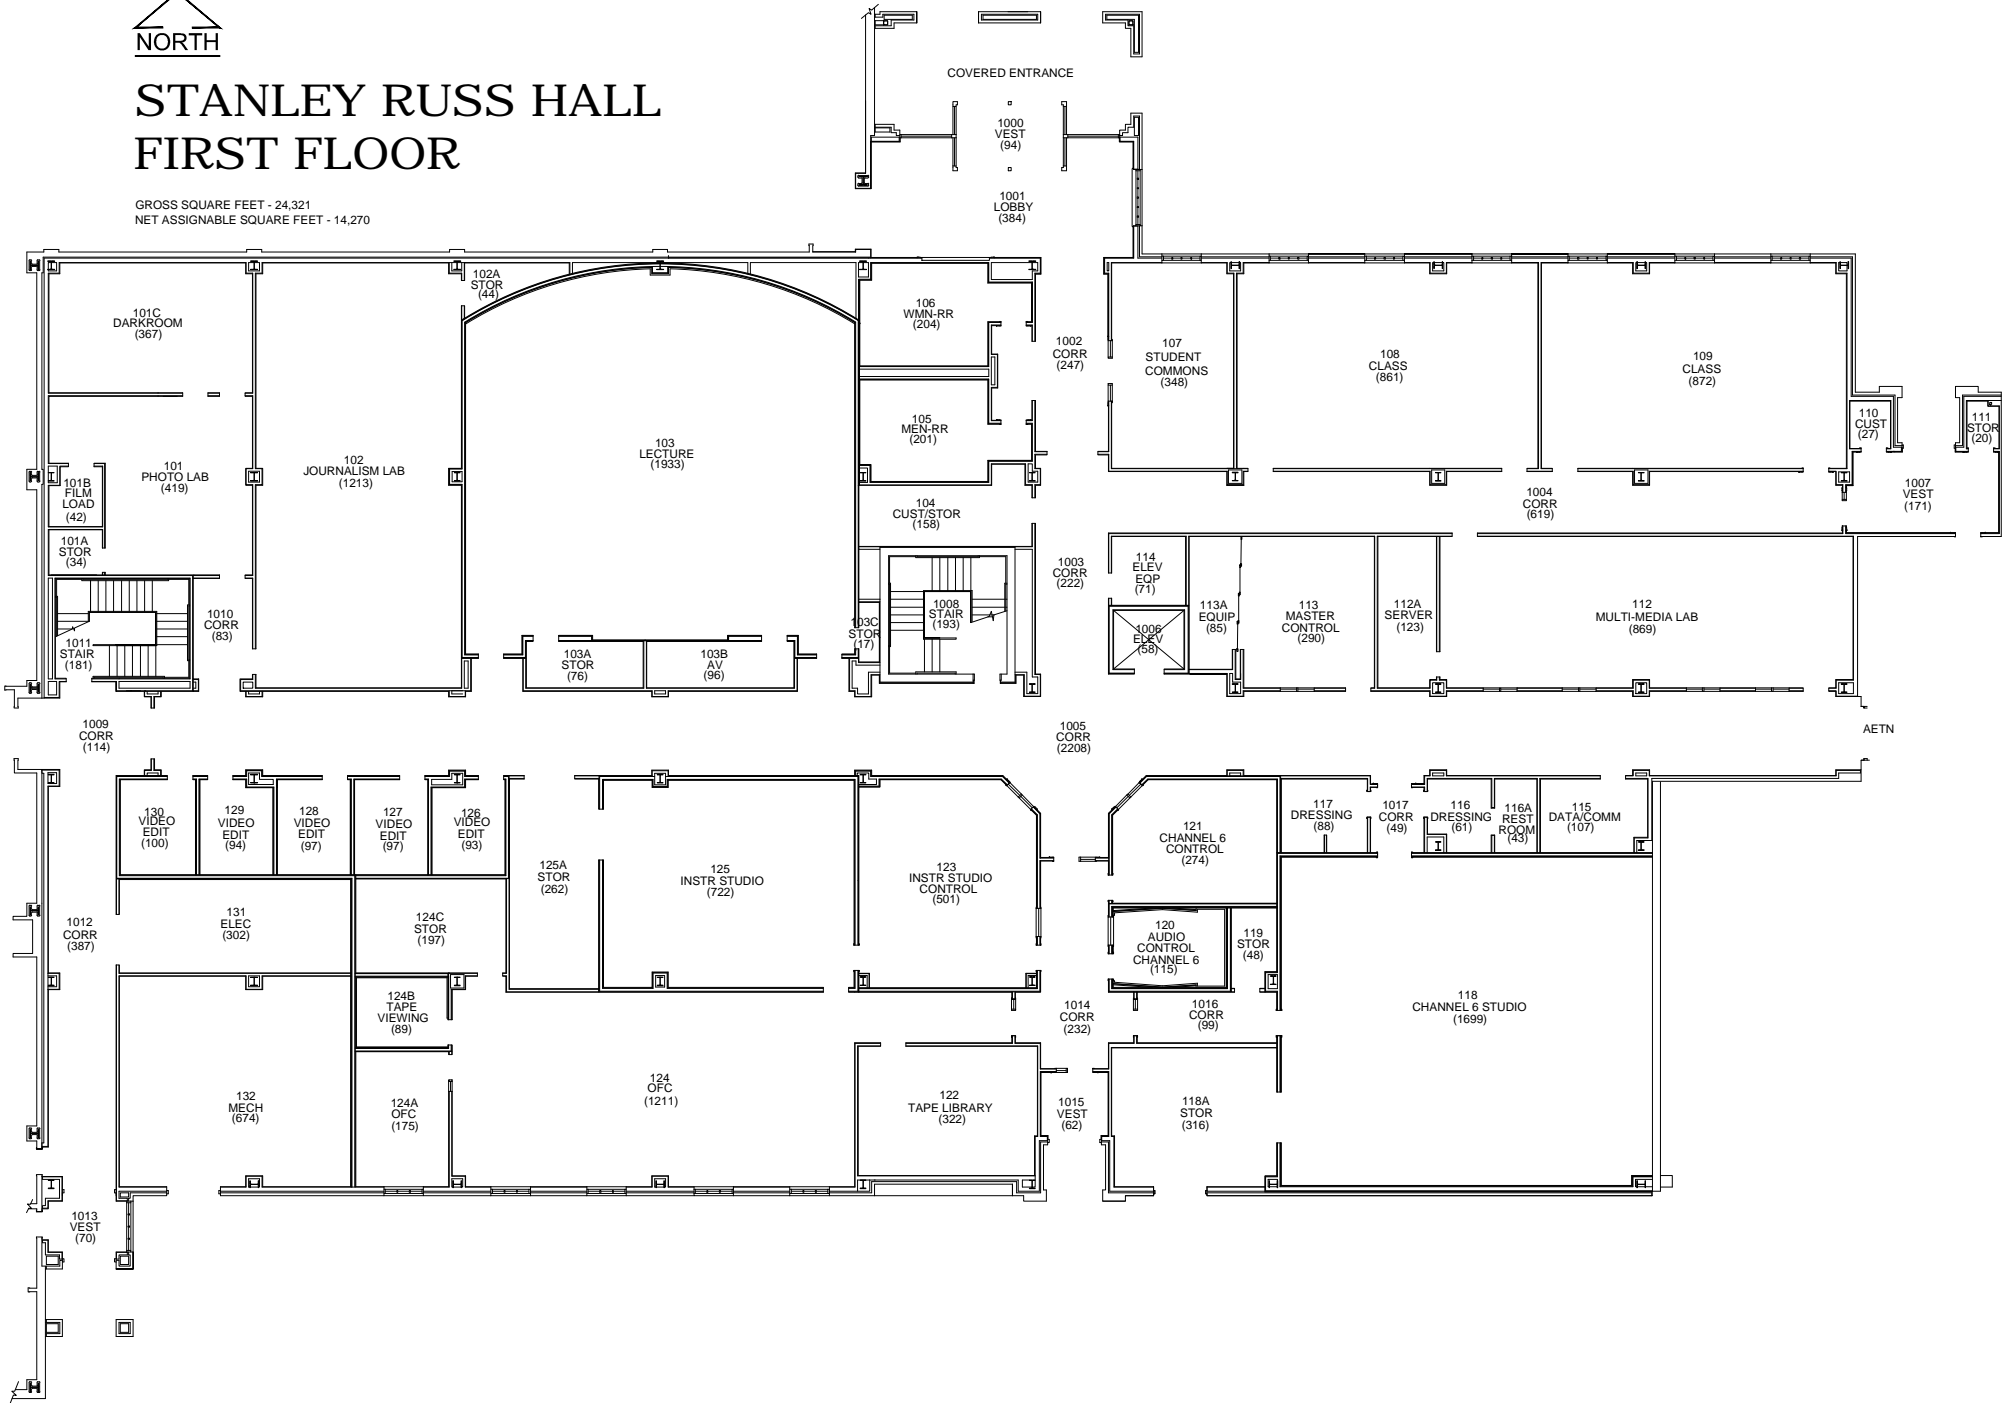 NORTH
STANLEY RUSS HALL
FIRST FLOOR
GROSS SQUARE FEET - 24,321
NET ASSIGNABLE SQUARE FEET - 14,270
COVERED ENTRANCE
1000
VEST
(94)
1001
LOBBY
(384)
101C
DARKROOM
(367)
102A
STOR
(44)
106
WMN-RR
(204)
1002
CORR
(247)
107
STUDENT
COMMONS
(348)
108
CLASS
(861)
109
CLASS
(872)
110
CUST
(27)
111
STOR
(20)
101
PHOTO LAB
(419)
101B
FILM
LOAD
(42)
101A
STOR
(34)
102
JOURNALISM LAB
(1213)
103
LECTURE
(1933)
105
MEN-RR
(201)
104
CUST/STOR
(158)
1004
CORR
(619)
1007
VEST
(171)
1003
CORR
(222)
114
ELEV
EQP
(71)
1006
ELEV
(58)
113A
EQUIP
(85)
113
MASTER
CONTROL
(290)
112A
SERVER
(123)
112
MULTI-MEDIA LAB
(869)
1011
STAIR
(181)
1010
CORR
(83)
103A
STOR
(76)
103B
AV
(96)
103C
STOR
(17)
1008
STAIR
(193)
1009
CORR
(114)
1005
CORR
(2208)
AETN
130
VIDEO
EDIT
(100)
129
VIDEO
EDIT
(94)
128
VIDEO
EDIT
(97)
127
VIDEO
EDIT
(97)
126
VIDEO
EDIT
(93)
125A
STOR
(262)
125
INSTR STUDIO
(722)
123
INSTR STUDIO
CONTROL
(501)
121
CHANNEL 6
CONTROL
(274)
117
DRESSING
(88)
1017
CORR
(49)
116
DRESSING
(61)
116A
REST
ROOM
(43)
115
DATA/COMM
(107)
1012
CORR
(387)
131
ELEC
(302)
124C
STOR
(197)
120
AUDIO
CONTROL
CHANNEL 6
(115)
119
STOR
(48)
124B
TAPE
VIEWING
(89)
1014
CORR
(232)
1016
CORR
(99)
118
CHANNEL 6 STUDIO
(1699)
132
MECH
(674)
124A
OFC
(175)
124
OFC
(1211)
122
TAPE LIBRARY
(322)
1015
VEST
(62)
118A
STOR
(316)
1013
VEST
(70)